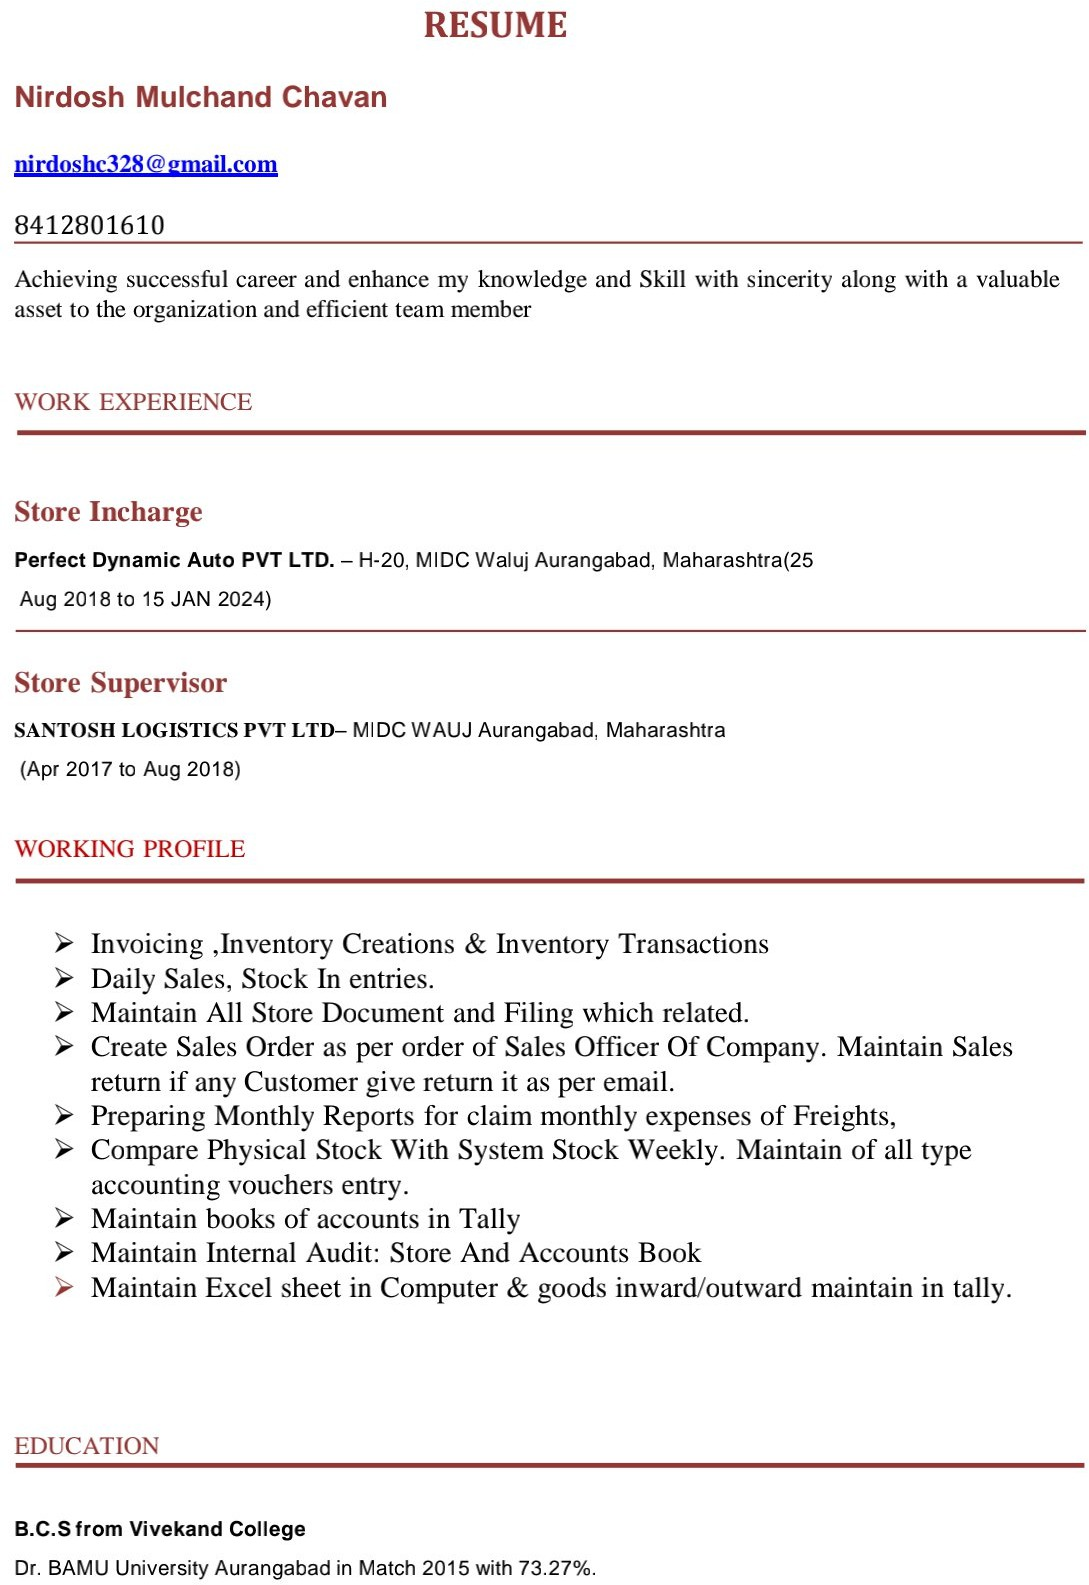 RESUME
Nirdosh Mulchand Chavan
nirdoshc328@gmail.com
8412801610
Achieving successful career and enhance my knowledge and Skill with sincerity along with a valuable
asset to the organization and efficient team member
WORK EXPERIENCE
Store Incharge
Perfect Dynamic Auto PVT LTD. – H-20, MIDC Waluj Aurangabad, Maharashtra(25
Aug 2018 to 15 JAN 2024)
Store Supervisor
SANTOSH LOGISTICS PVT LTD– MIDC WAUJ Aurangabad, Maharashtra
(Apr 2017 to Aug 2018)
WORKING PROFILE
➢ Invoicing ,Inventory Creations & Inventory Transactions
➢ Daily Sales, Stock In entries.
➢ Maintain All Store Document and Filing which related.
➢ Create Sales Order as per order of Sales Officer Of Company. Maintain Sales
return if any Customer give return it as per email.
➢ Preparing Monthly Reports for claim monthly expenses of Freights,
➢ Compare Physical Stock With System Stock Weekly. Maintain of all type
accounting vouchers entry.
➢ Maintain books of accounts in Tally
➢ Maintain Internal Audit: Store And Accounts Book
➢ Maintain Excel sheet in Computer & goods inward/outward maintain in tally.
EDUCATION
B.C.S from Vivekand College
Dr. BAMU University Aurangabad in Match 2015 with 73.27%.